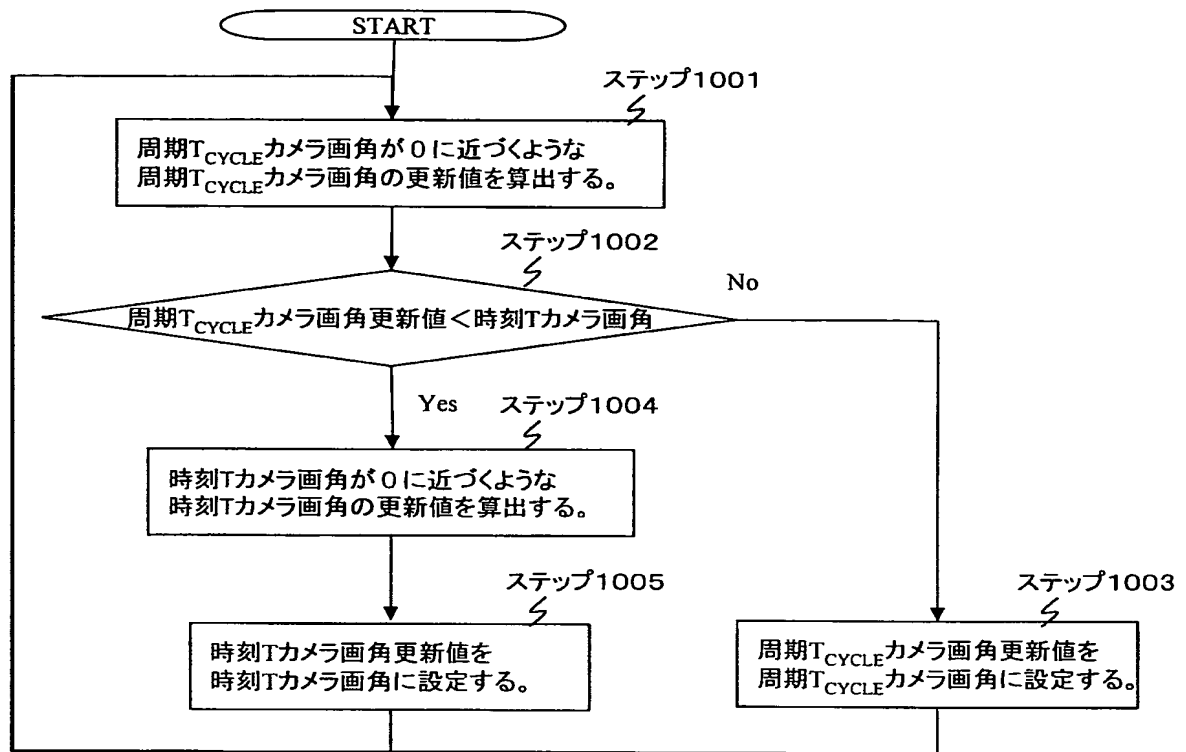 START
ステップ1001
周期TCYCLEカメラ画角が0に近づくような
周期TCYCLEカメラ画角の更新値を算出する。
ステップ1002
No
周期TCYCLEカメラ画角更新値<時刻Tカメラ画角
Yes
ステップ1004
時刻Tカメラ画角が0に近づくような
時刻Tカメラ画角の更新値を算出する。
ステップ1005
時刻Tカメラ画角更新値を
時刻Tカメラ画角に設定する。
ステップ1003
周期TCYCLEカメラ画角更新値を
周期TCYCLEカメラ画角に設定する。